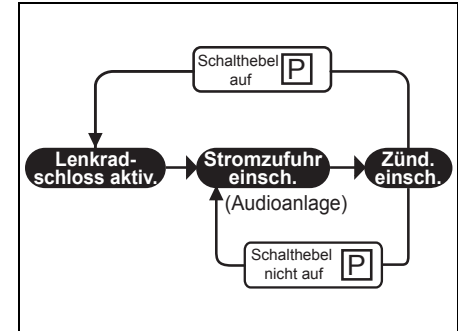 Schalthebel
auf P
Lenkrad-
schloss aktiv.
Stromzufuhr
einsch.
(Audioanlage)
Zünd.
einsch.
Schalthebel
nicht auf P